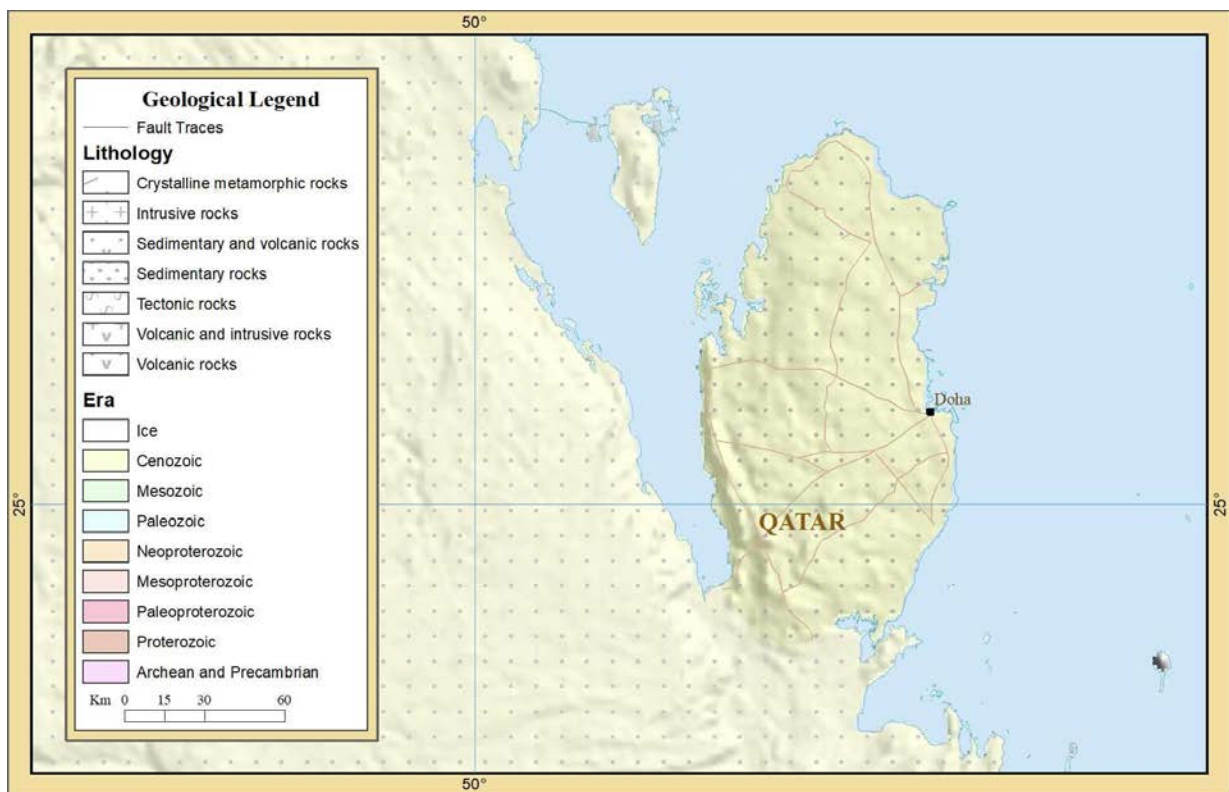 50°
Geological Legend
Fault Traces
Lithology
Crystalline metamorphic rocks
Intrusive rocks
Sedimentary and volcanic rocks
Sedimentary rocks
Tectonic rocks
Volcanic and intrusive rocks
Volcanic rocks
Era
Ice
Cenozoic
Mesozoic
Paleozoic
Neoproterozoic
Mesoproterozoic
Paleoproterozoic
Proterozoic
Archean and Precambrian
Km 0 15 30 60
Doha
QATAR
25°
25°
50°